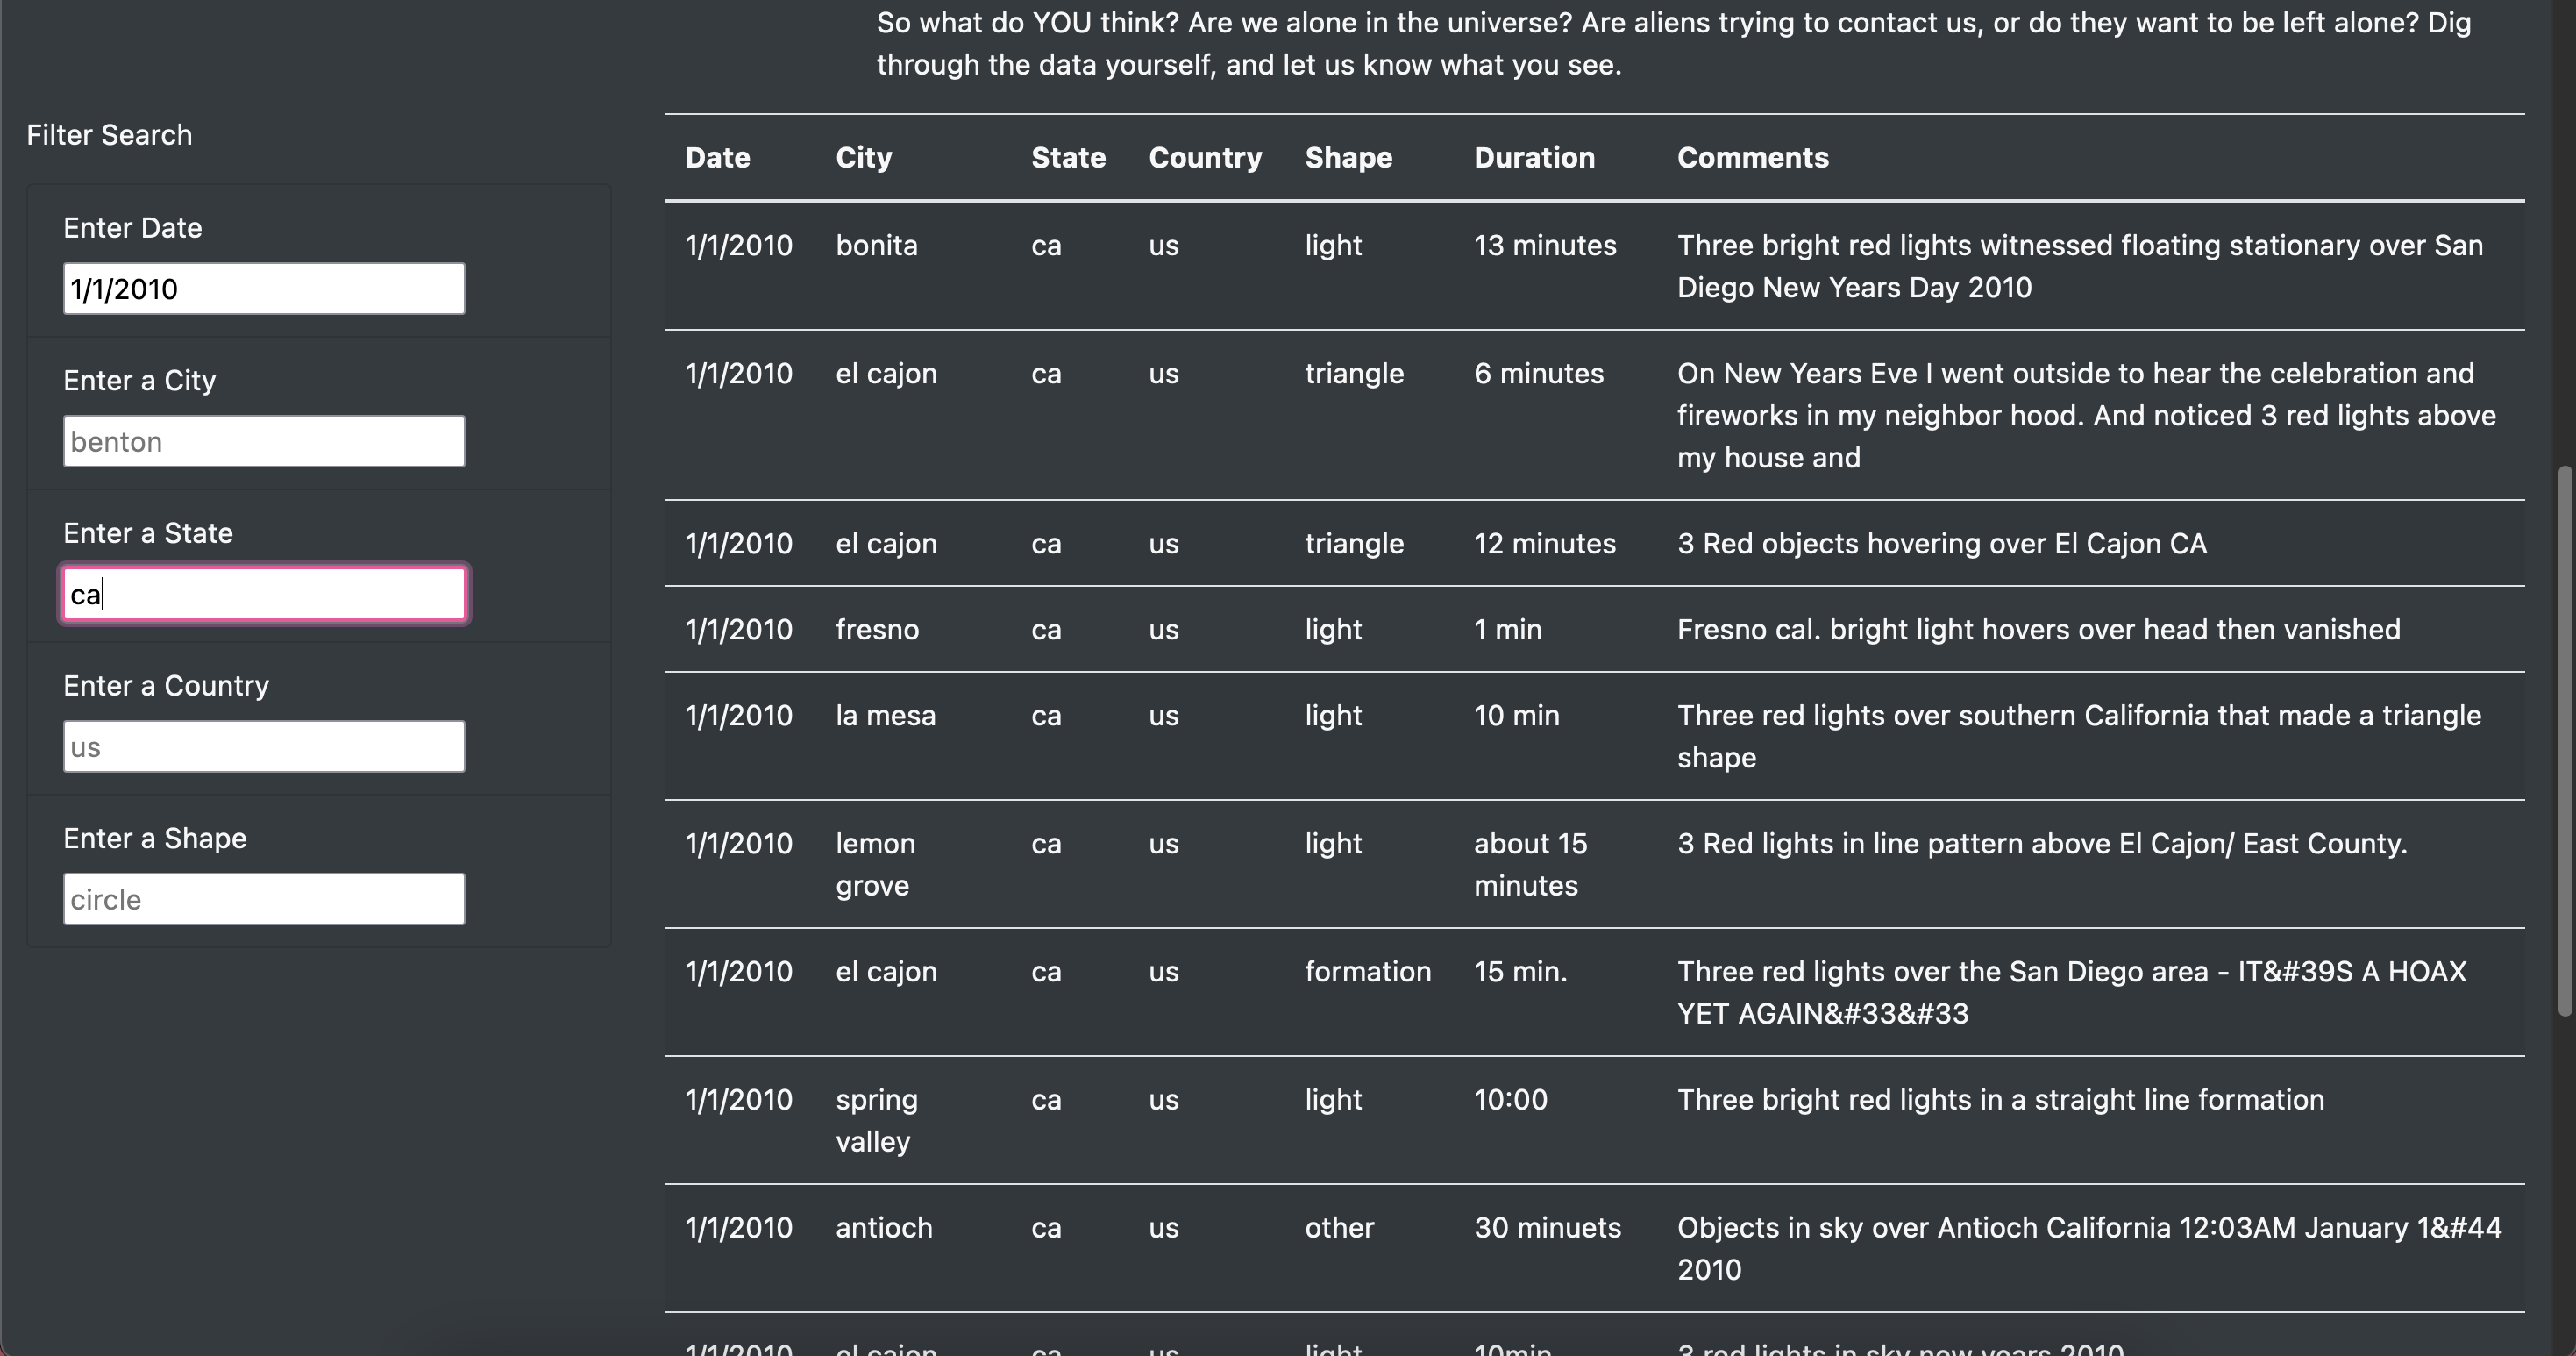 So what do YOU think? Are we alone in the universe? Are aliens trying to contact us, or do they want to be left alone? Dig
through the data yourself, and let us know what you see.
Filter Search
Enter Date
1/1/2010
Enter a City
benton
Enter a State
ca
Enter a Country
us
Enter a Shape
circle
Date City State Country Shape Duration Comments
1/1/2010 bonita ca us light 13 minutes Three bright red lights witnessed floating stationary over San
Diego New Years Day 2010
1/1/2010 el cajon ca us triangle 6 minutes On New Years Eve I went outside to hear the celebration and
fireworks in my neighbor hood. And noticed 3 red lights above
my house and
1/1/2010 el cajon ca us triangle 12 minutes 3 Red objects hovering over El Cajon CA
1/1/2010 fresno ca us light 1 min Fresno cal. bright light hovers over head then vanished
1/1/2010 la mesa ca us light 10 min Three red lights over southern California that made a triangle
shape
1/1/2010 lemon ca us light about 15 3 Red lights in line pattern above El Cajon/ East County.
grove minutes
1/1/2010 el cajon ca us formation 15 min. Three red lights over the San Diego area - IT&#39S A HOAX
YET AGAIN&#33&#33
1/1/2010 spring ca us light 10:00 Three bright red lights in a straight line formation
valley
1/1/2010 antioch ca us other 30 minuets Objects in sky over Antioch California 12:03AM January 1&#44
2010
1/1/2010 el cajon ca us light 10min 3 red lights in sky new years 2010